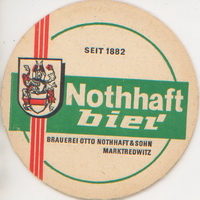 SEIT 1882
Nothhaft
bier
BRAUEREI OTTO NOTHHAFT & SOHN
MARKTREDWITZ